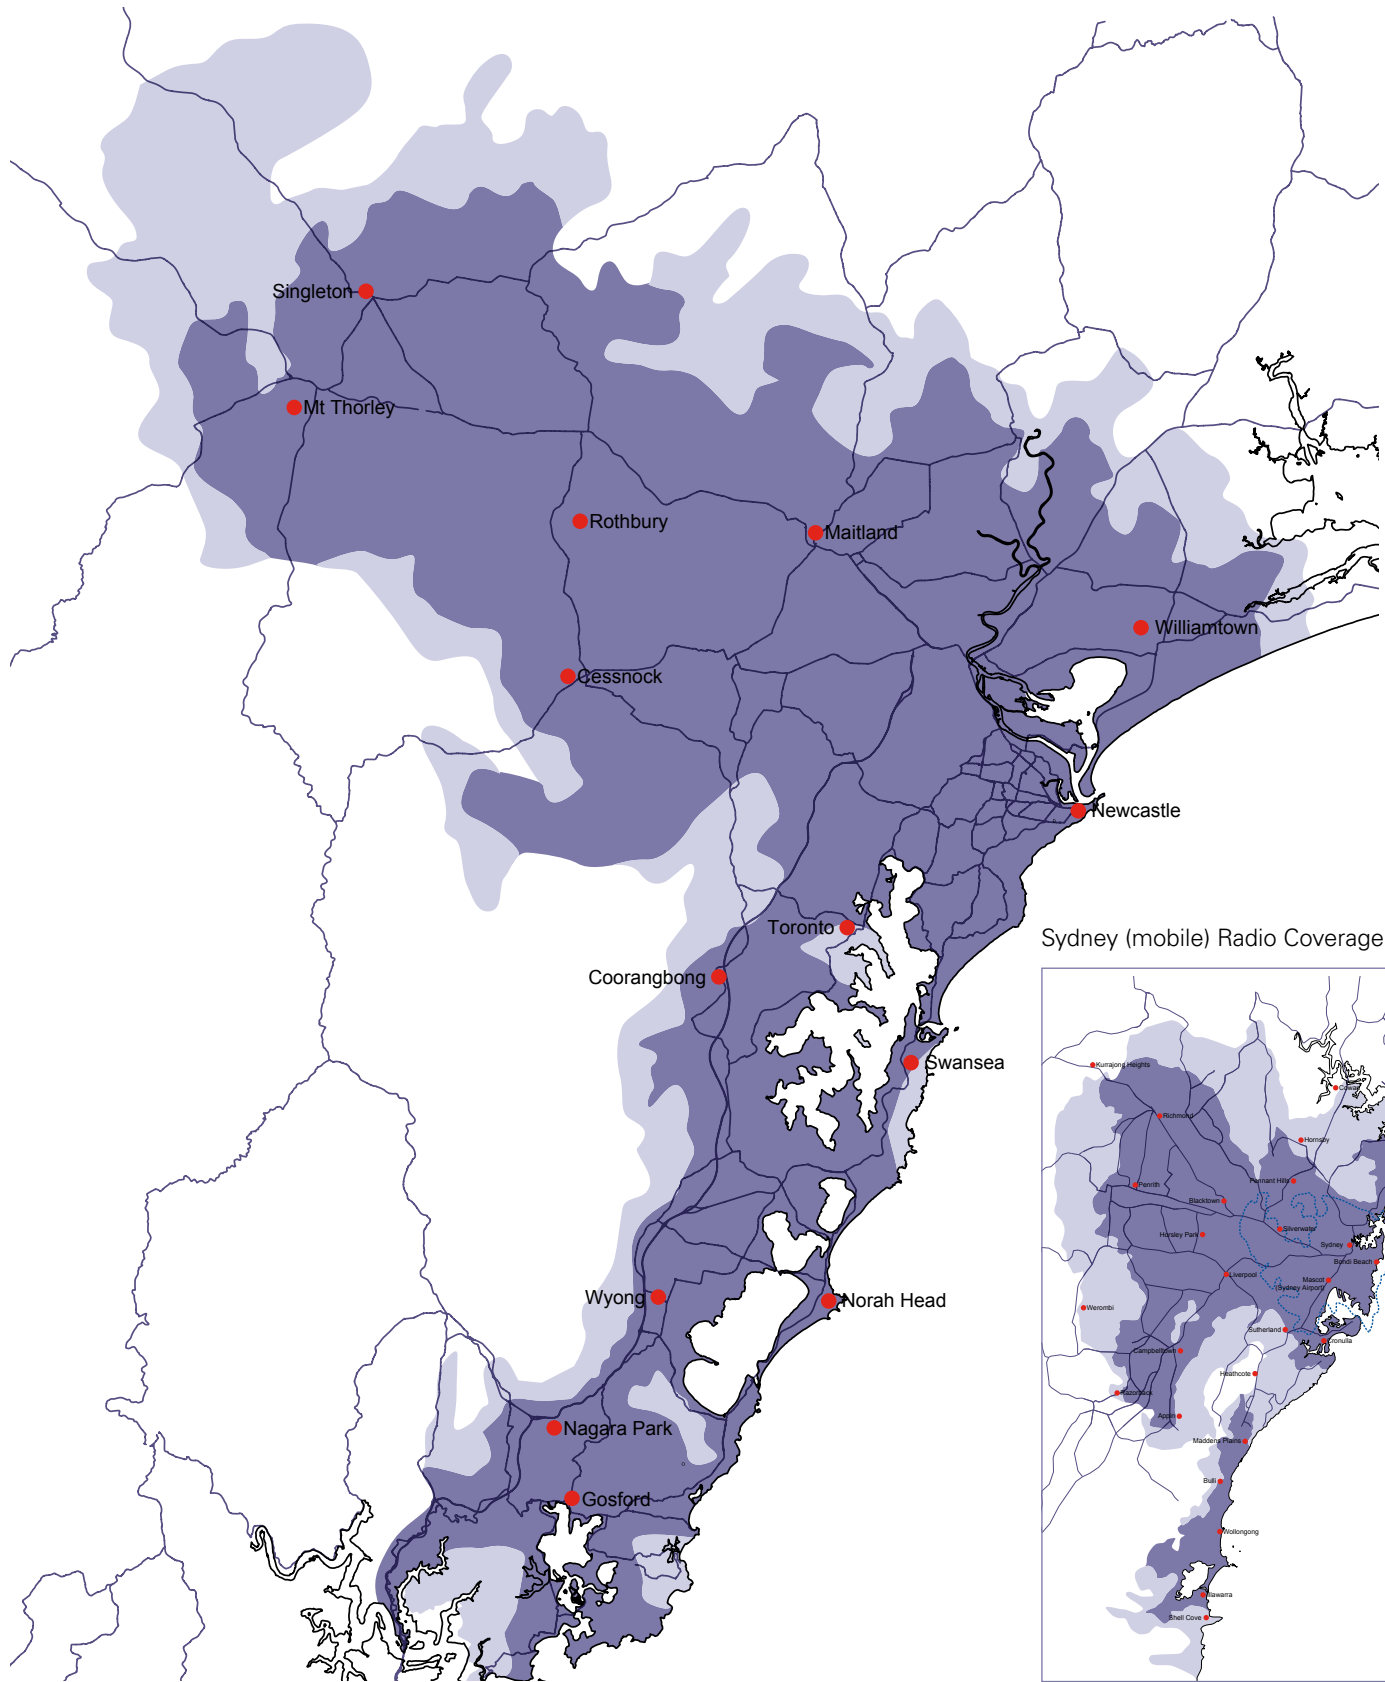 Singleton
Mt Thorley
Rothbury
Maitland
Williamtown
Cessnock
Newcastle
Toronto
Coorangbong
Swansea
Wyong
Norah Head
Nagara Park
Gosford
Sydney (mobile) Radio Coverage
Kurrajong Heights
Cowan
Richmond
Hornsby
Pennant Hills
Penrith
Blacktown
Silverwater
Horsley Park
Sydney
Bondi Beach
Liverpool
Mascot
(Sydney Airport)
Werombi
Sutherland
Cronulla
Campbelltown
Heathcote
Razorback
Appin
Maddens Plains
Bulli
Wollongong
Illawarra
Shell Cove